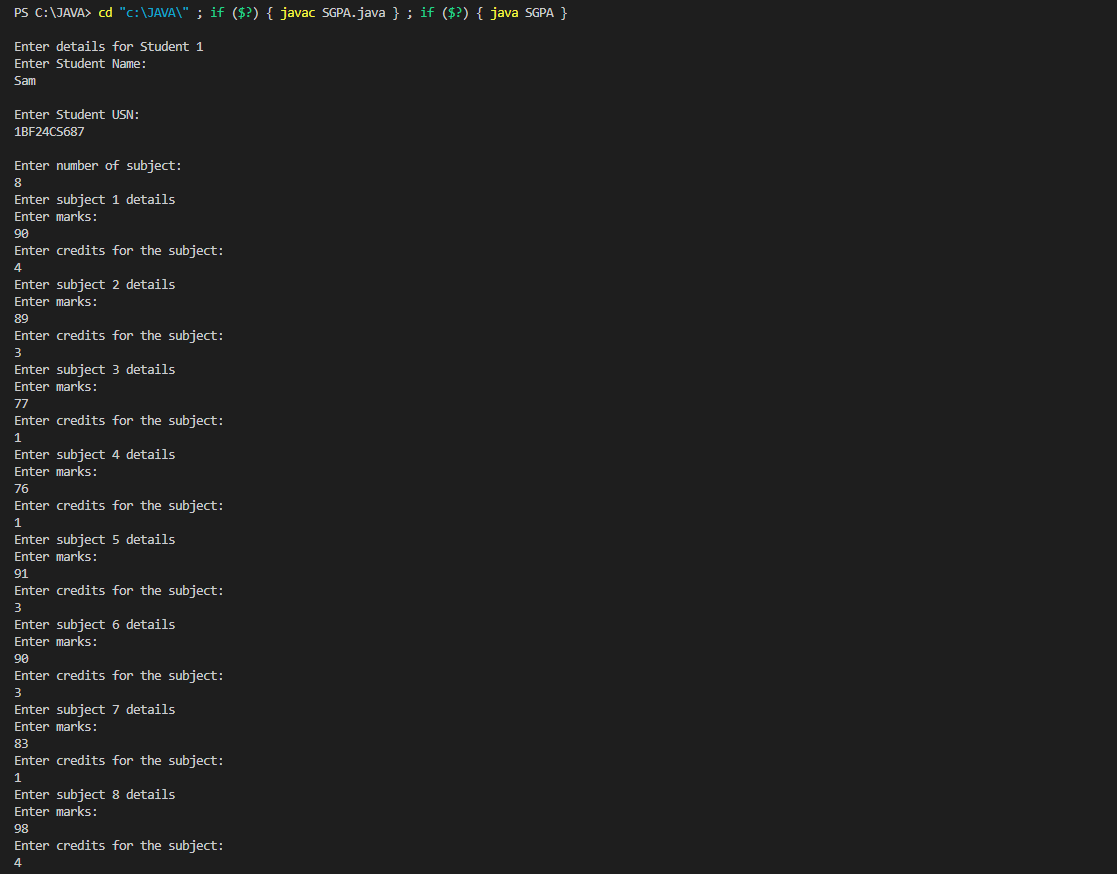 PS C:\JAVA> cd "c:\JAVA\" ; if ($?) { javac SGPA.java } ; if ($?) { java SGPA }
Enter details for Student 1
Enter Student Name:
Sam
Enter Student USN:
1BF24CS687
Enter number of subject:
8
Enter subject 1 details
Enter marks:
90
Enter credits for the subject:
4
Enter subject 2 details
Enter marks:
89
Enter credits for the subject:
3
Enter subject 3 details
Enter marks:
77
Enter credits for the subject:
1
Enter subject 4 details
Enter marks:
76
Enter credits for the subject:
1
Enter subject 5 details
Enter marks:
91
Enter credits for the subject:
3
Enter subject 6 details
Enter marks:
90
Enter credits for the subject:
3
Enter subject 7 details
Enter marks:
83
Enter credits for the subject:
1
Enter subject 8 details
Enter marks:
98
Enter credits for the subject:
4